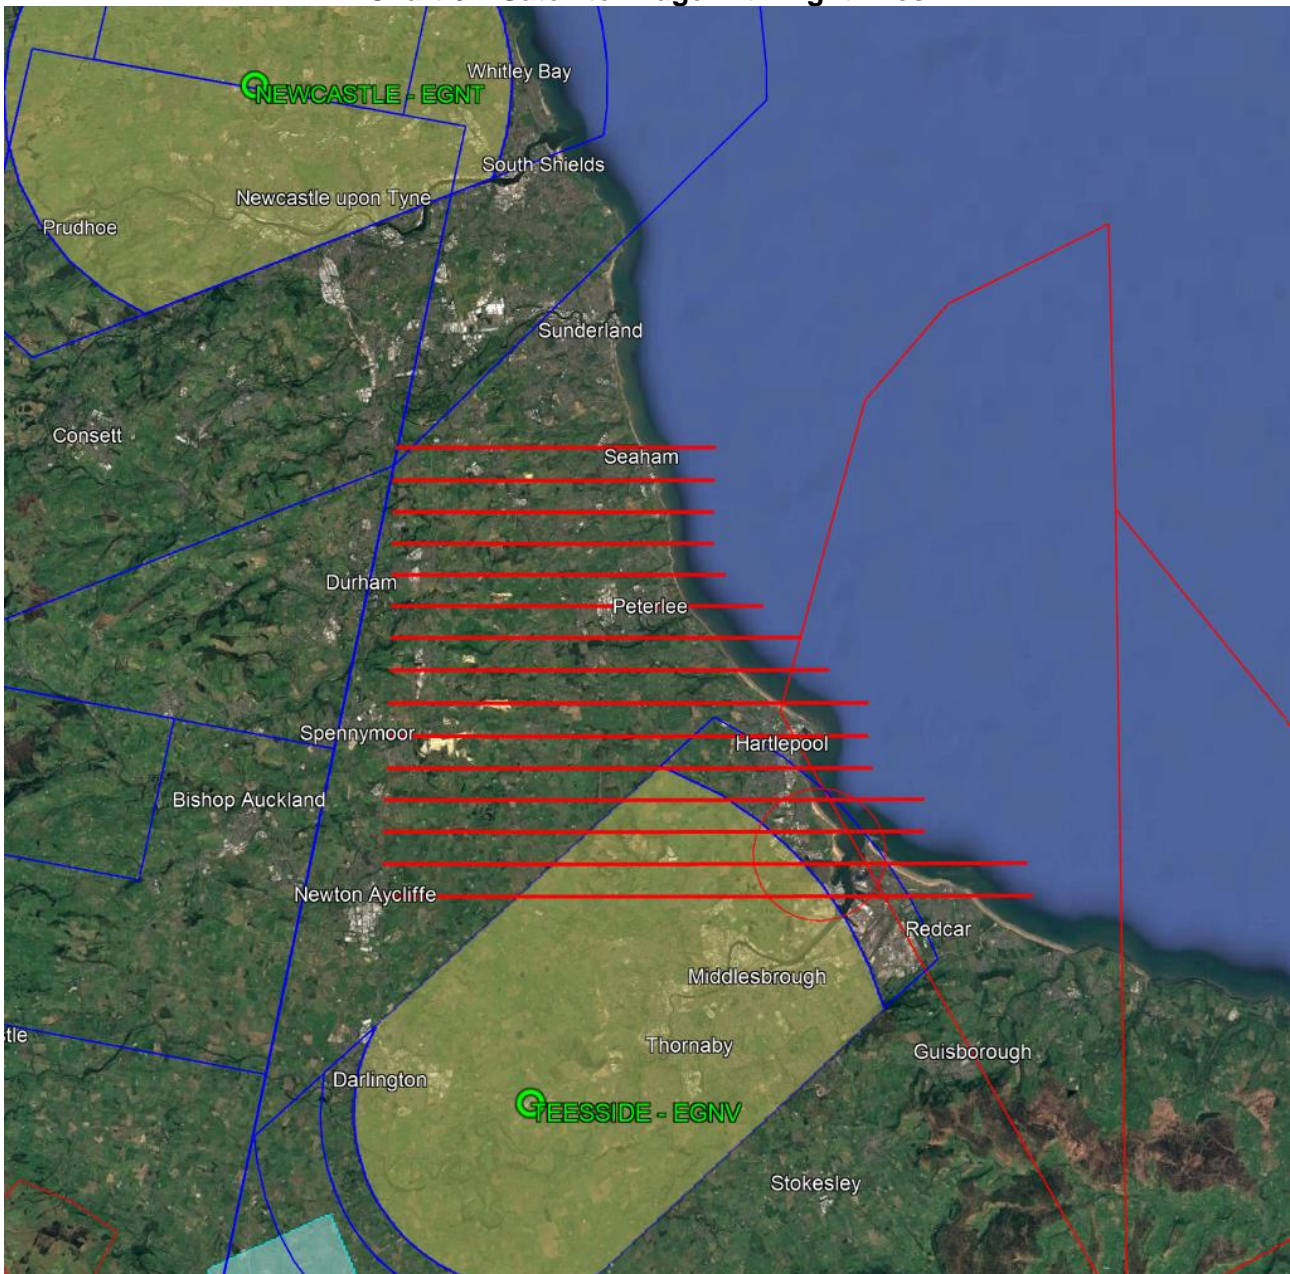 Whitley Bay
NEWCASTLE - EGNT
South Shields
Newcastle upon Tyne
Prudhoe
Sunderland
Consett
Seaham
Durham
Peterlee
Spennymoor
Hartlepool
Bishop Auckland
Newton Aycliffe
Redcar
Middlesbrough
stle
Thornaby
Guisborough
Darlington
TEESSIDE - EGNV
Stokesley